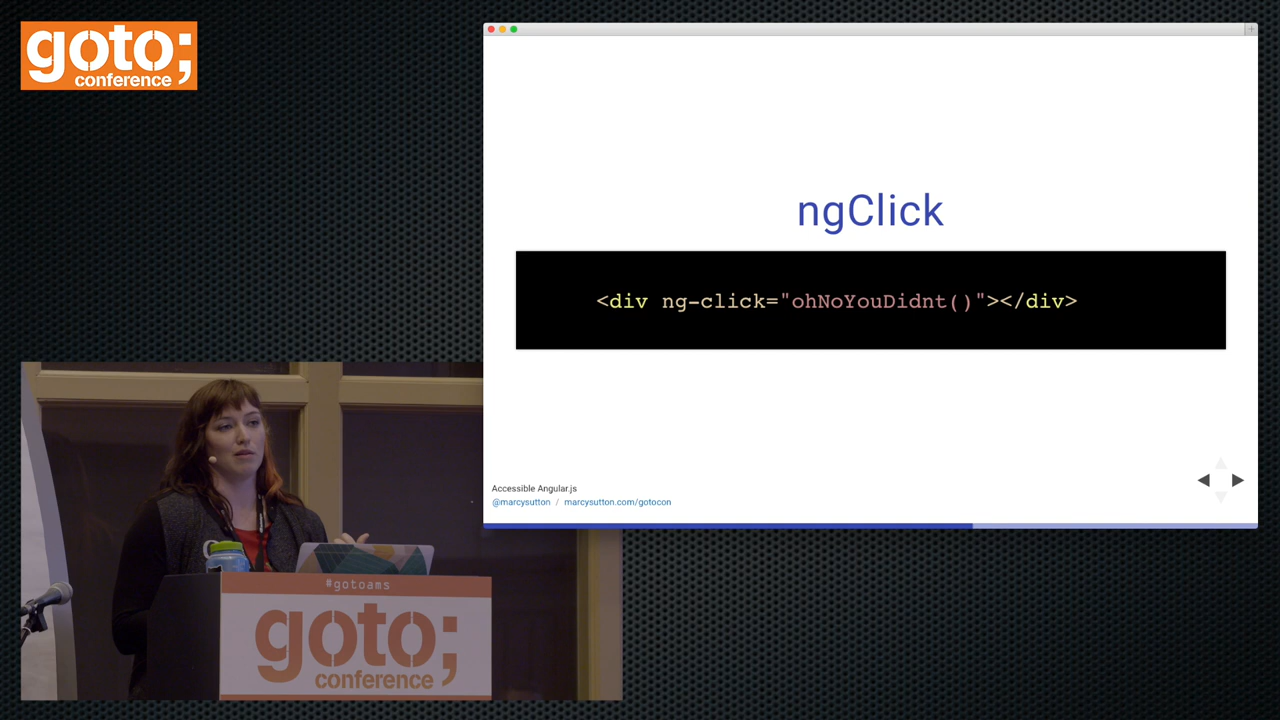 goto;
conference
ngClick
<div ng-click="ohNoYouDidnt()"></div>
Accessible Angular.js
@marcysutton / marcysutton.com/gotocon
#gotoams
goto;
conference